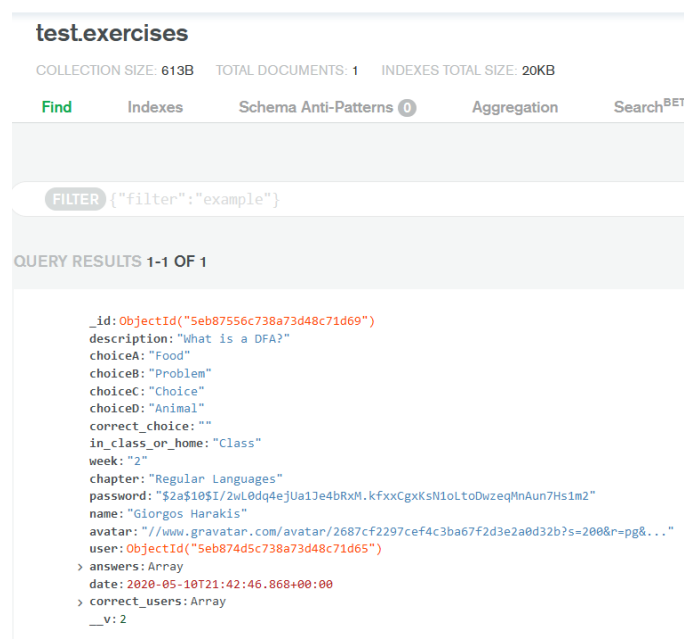 test.exercises
COLLECTION SIZE: 613B TOTAL DOCUMENTS: 1 INDEXES TOTAL SIZE: 20KB
Find Indexes Schema Anti-Patterns 0 Aggregation Search BET
FILTER {"filter":"example"}
QUERY RESULTS 1-1 OF 1
_id: ObjectId("5eb87556c738a73d48c71d69")
description: "What is a DFA?"
choiceA: "Food"
choiceB: "Problem"
choiceC: "Choice"
choiceD: "Animal"
correct_choice: ""
in_class_or_home: "Class"
week: "2"
chapter: "Regular Languages"
password: "$2a$10$I/2wL0dq4ejUa1Je4bRxM.kfxxCgxKsN1oLtoDwzeqMnAun7Hs1m2"
name: "Giorgos Harakis"
avatar: "//www.gravatar.com/avatar/2687cf2297cef4c3ba67f2d3e2a0d32b?s=200&r=pg&..."
user: ObjectId("5eb874d5c738a73d48c71d65")
> answers: Array
date: 2020-05-10T21:42:46.868+00:00
> correct_users: Array
__v: 2